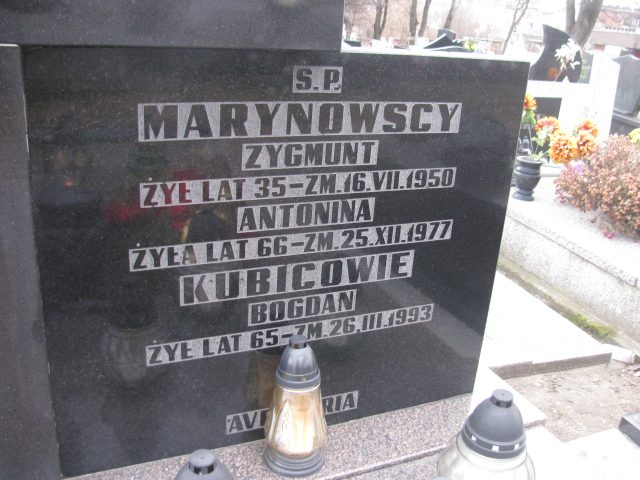 Ś.P.
MARYNOWSCY
ZYGMUNT
ŻYŁ LAT 35-ZM.16.VII.1950
ANTONINA
ŻYŁA LAT 66-ZM.25.XII.1977
KUBICOWIE
BOGDAN
ŻYŁ LAT 65-ZM.26.III.1993